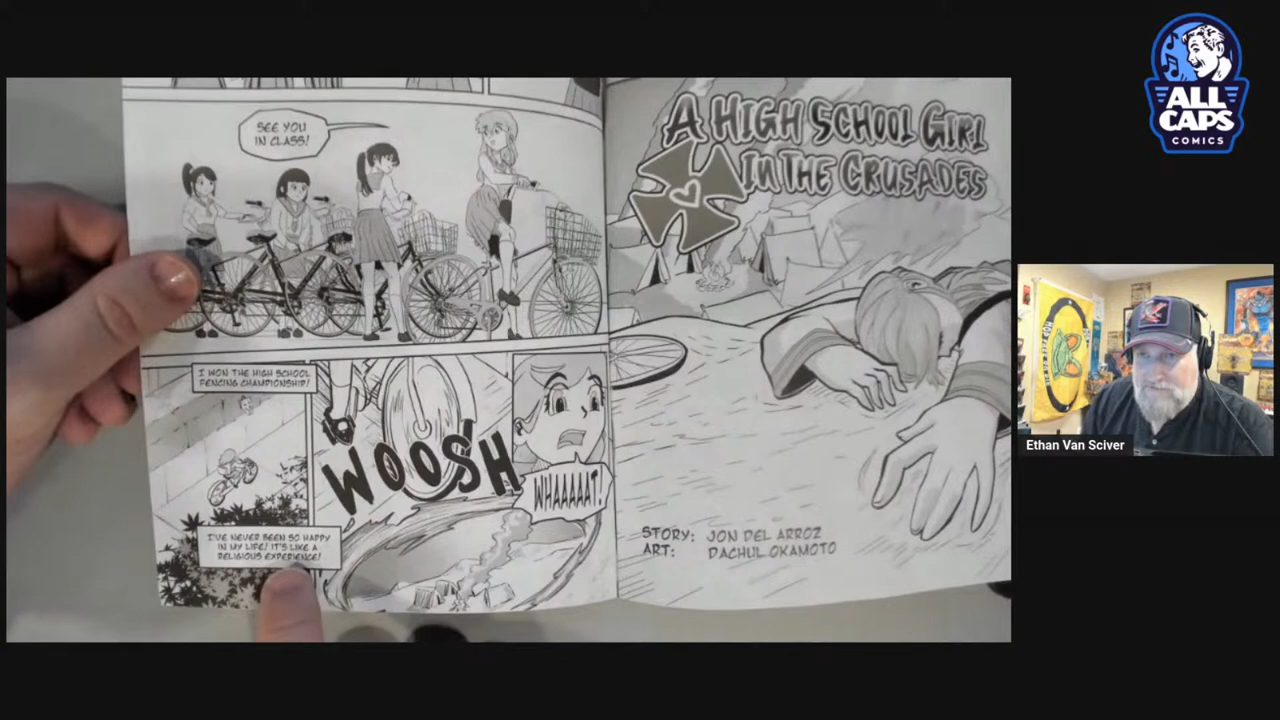 SEE YOU
IN CLASS!
I WON THE HIGH SCHOOL
FENCING CHAMPIONSHIP!
WOOSH
WHAAAAAT!
I'VE NEVER BEEN SO HAPPY
IN MY LIFE! IT'S LIKE A
RELIGIOUS EXPERIENCE!
A HIGH SCHOOL GIRL
IN THE CRUSADES
STORY: JON DEL ARROZ
ART: DACHUL OKAMOTO
ALL
CAPS
COMICS
Ethan Van Sciver